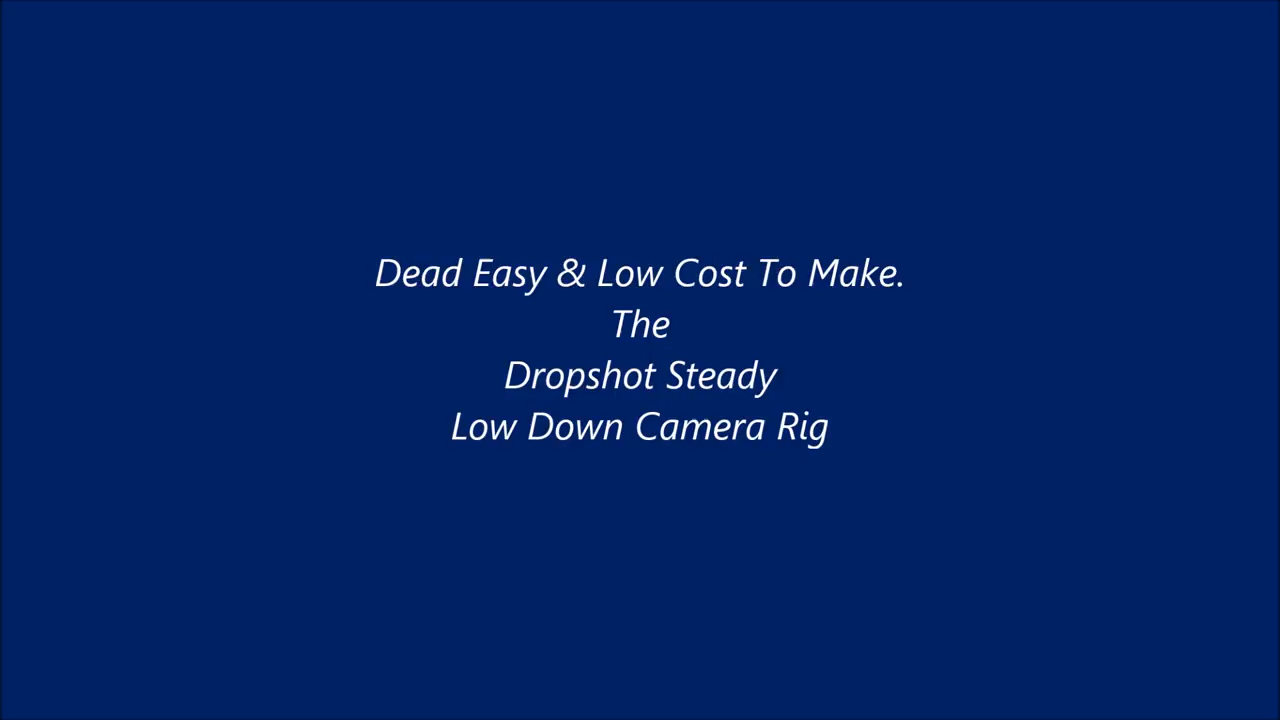 Dead Easy & Low Cost To Make.
The
Dropshot Steady
Low Down Camera Rig